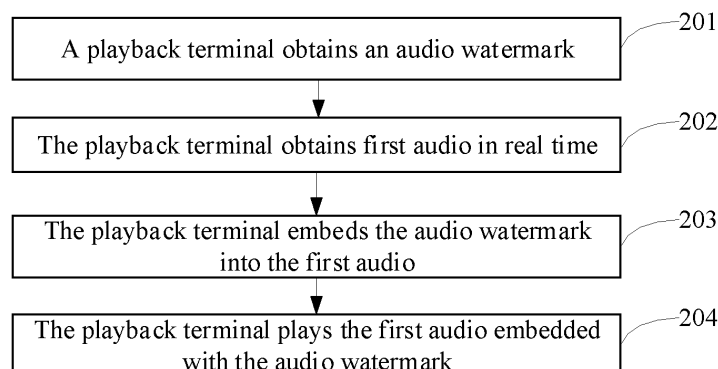 201
A playback terminal obtains an audio watermark
202
The playback terminal obtains first audio in real time
203
The playback terminal embeds the audio watermark
into the first audio
204
The playback terminal plays the first audio embedded
with the audio watermark